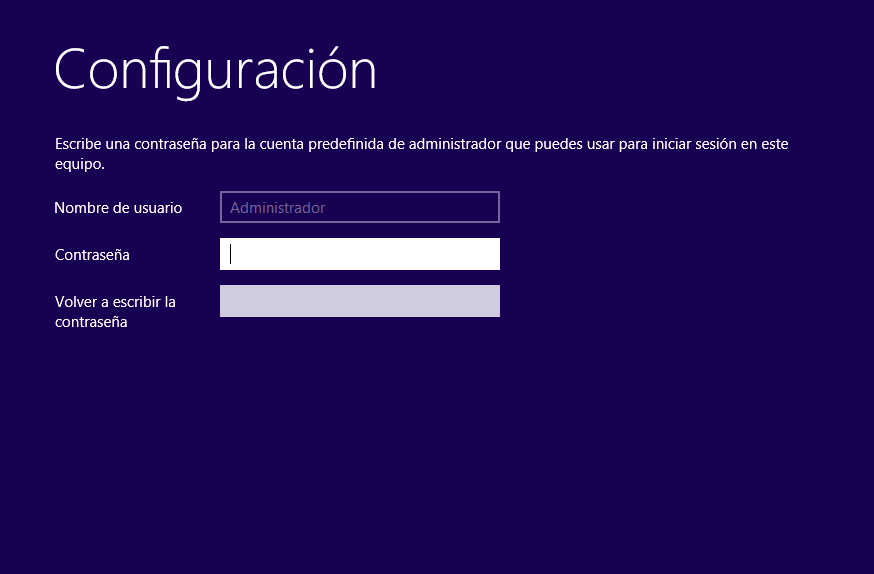 Configuración
Escribe una contraseña para la cuenta predefinida de administrador que puedes usar para iniciar sesión en este
equipo.
Nombre de usuario
Administrador
Contraseña
Volver a escribir la
contraseña